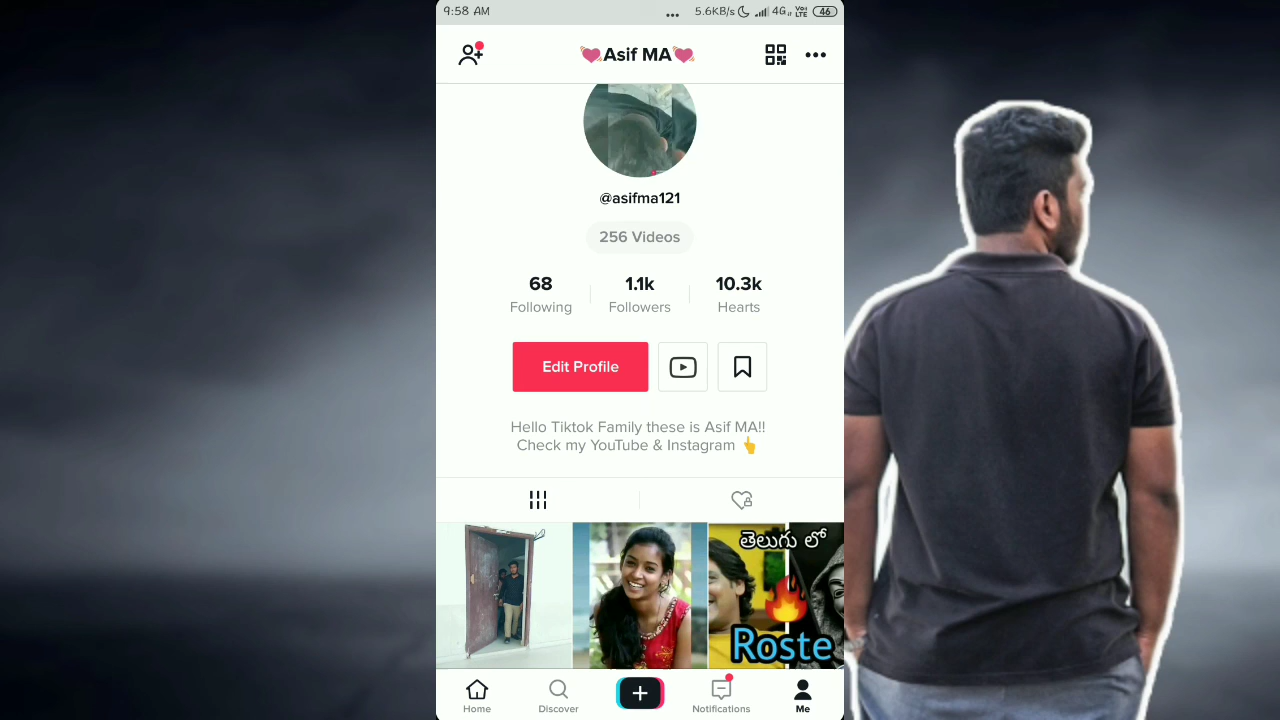 9:58 AM
5.6KB/s 4G Vo) LTE 46
💘Asif MA💘
@asifma121
256 Videos
68 1.1k 10.3k
Following Followers Hearts
Edit Profile
Hello Tiktok Family these is Asif MA!!
Check my YouTube & Instagram 👆
తెలుగు లో
Roste
Home Discover Notifications Me